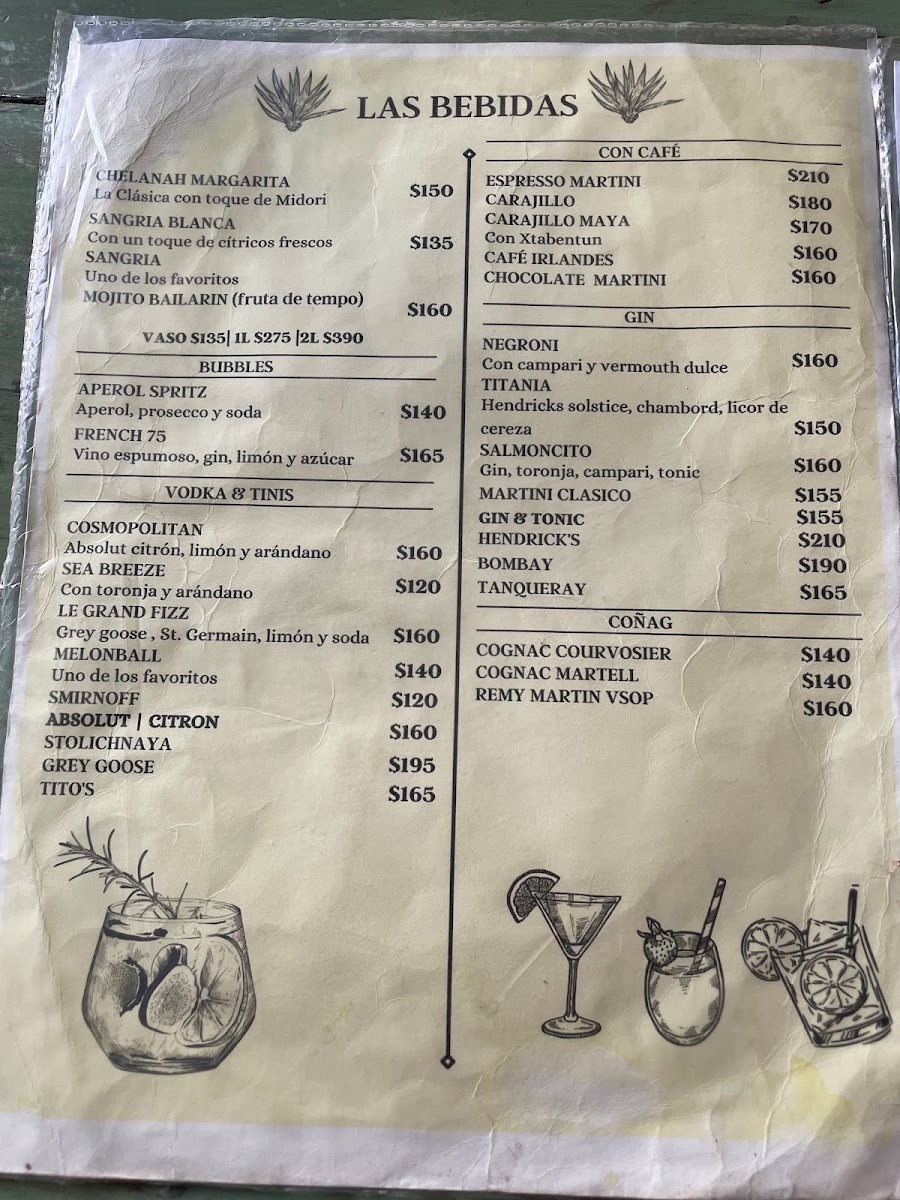 LAS BEBIDAS
CHELANAH MARGARITA
La Clásica con toque de Midori $150
SANGRIA BLANCA
Con un toque de cítricos frescos $135
SANGRIA
Uno de los favoritos
MOJITO BAILARIN (fruta de tempo)
$160
VASO $135| 1L $275 |2L $390
BUBBLES
APEROL SPRITZ
Aperol, prosecco y soda $140
FRENCH 75
Vino espumoso, gin, limón y azúcar $165
VODKA & TINIS
COSMOPOLITAN
Absolut citrón, limón y arándano $160
SEA BREEZE
Con toronja y arándano $120
LE GRAND FIZZ
Grey goose , St. Germain, limón y soda $160
MELONBALL
Uno de los favoritos $140
SMIRNOFF $120
ABSOLUT | CITRON
STOLICHNAYA $160
GREY GOOSE $195
TITO'S $165
CON CAFÉ
ESPRESSO MARTINI $210
CARAJILLO $180
CARAJILLO MAYA $170
Con Xtabentun
CAFÉ IRLANDES $160
CHOCOLATE MARTINI $160
GIN
NEGRONI
Con campari y vermouth dulce $160
TITANIA
Hendricks solstice, chambord, licor de
cereza $150
SALMONCITO
Gin, toronja, campari, tonic $160
MARTINI CLASICO $155
GIN & TONIC $155
HENDRICK'S $210
BOMBAY $190
TANQUERAY $165
COÑAG
COGNAC COURVOSIER $140
COGNAC MARTELL $140
REMY MARTIN VSOP $160